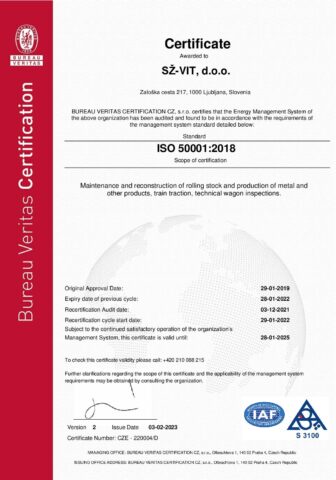 BUREAU
VERITAS
Bureau Veritas Certification
Certificate
Awarded to
SŽ-VIT, d.o.o.
Zaloška cesta 217, 1000 Ljubljana, Slovenia
BUREAU VERITAS CERTIFICATION CZ, s.r.o. certifies that the Energy Management System of
the above organization has been audited and found to be in accordance with the requirements of
the management system standard detailed below.
Standard
ISO 50001:2018
Scope of certification
Maintenance and reconstruction of rolling stock and production of metal and
other products, train traction, technical wagon inspections.
Original Approval Date: 29-01-2019
Expiry date of previous cycle: 28-01-2022
Recertification Audit date: 03-12-2021
Recertification cycle start date: 29-01-2022
Subject to the continued satisfactory operation of the organization's
Management System, this certificate is valid until: 28-01-2025
To check this certificate validity please call: +420 210 088 215
Further clarifications regarding the scope of this certificate and the applicability of the management system
requirements may be obtained by consulting the organization.
Version 2 Issue Date 03-02-2023
Certificate Number: CZE - 220004/D
IAF
S 3100
MANAGING OFFICE: BUREAU VERITAS CERTIFICATION CZ, s.r.o., Olbrachtova 1, 140 02 Praha 4, Czech Republic
ISSUING OFFICE ADDRESS: BUREAU VERITAS CERTIFICATION CZ, s.r.o., Olbrachtova 1, 140 02 Praha 4, Czech Republic